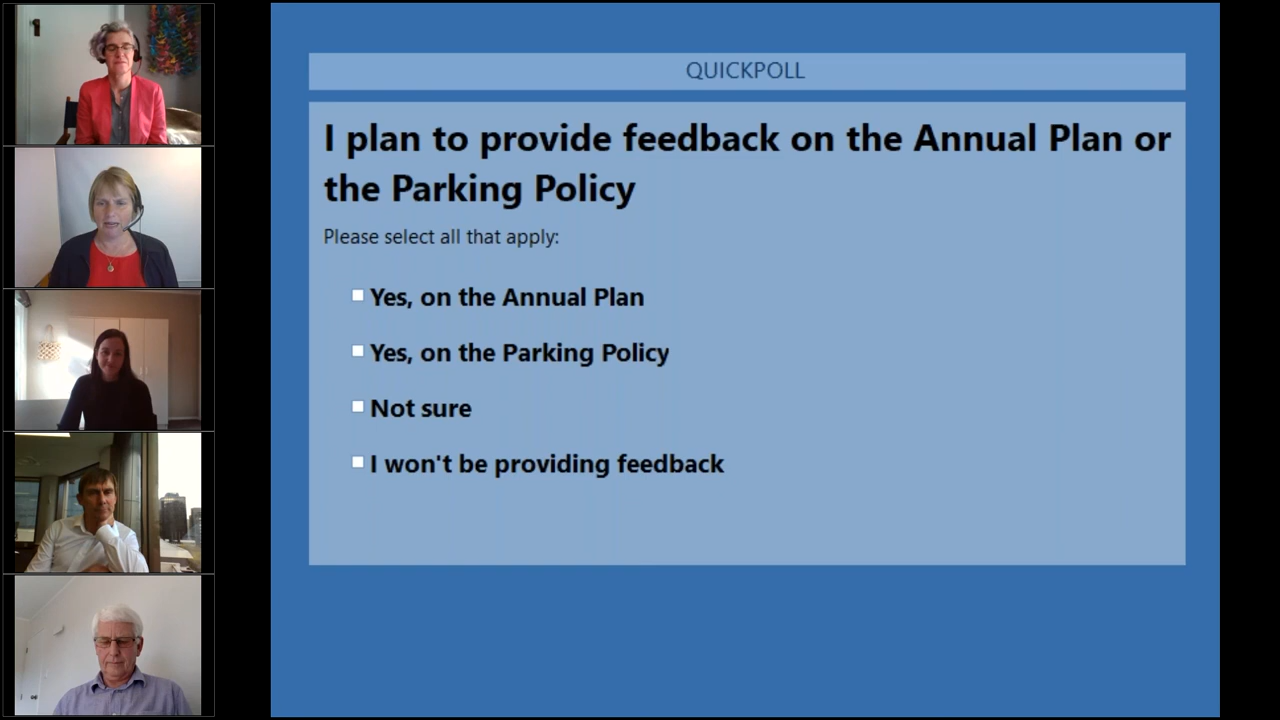 QUICKPOLL
I plan to provide feedback on the Annual Plan or
the Parking Policy
Please select all that apply:
Yes, on the Annual Plan
Yes, on the Parking Policy
Not sure
I won't be providing feedback